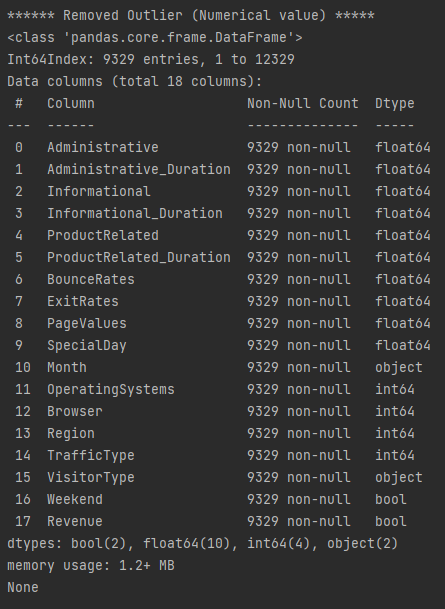 ****** Removed Outlier (Numerical value) *****
<class 'pandas.core.frame.DataFrame'>
Int64Index: 9329 entries, 1 to 12329
Data columns (total 18 columns):
 #   Column                   Non-Null Count  Dtype
---  ------                   --------------  -----
 0   Administrative           9329 non-null   float64
 1   Administrative_Duration  9329 non-null   float64
 2   Informational            9329 non-null   float64
 3   Informational_Duration   9329 non-null   float64
 4   ProductRelated           9329 non-null   float64
 5   ProductRelated_Duration  9329 non-null   float64
 6   BounceRates              9329 non-null   float64
 7   ExitRates                9329 non-null   float64
 8   PageValues               9329 non-null   float64
 9   SpecialDay               9329 non-null   float64
 10  Month                    9329 non-null   object
 11  OperatingSystems         9329 non-null   int64
 12  Browser                  9329 non-null   int64
 13  Region                   9329 non-null   int64
 14  TrafficType              9329 non-null   int64
 15  VisitorType              9329 non-null   object
 16  Weekend                  9329 non-null   bool
 17  Revenue                  9329 non-null   bool
dtypes: bool(2), float64(10), int64(4), object(2)
memory usage: 1.2+ MB
None